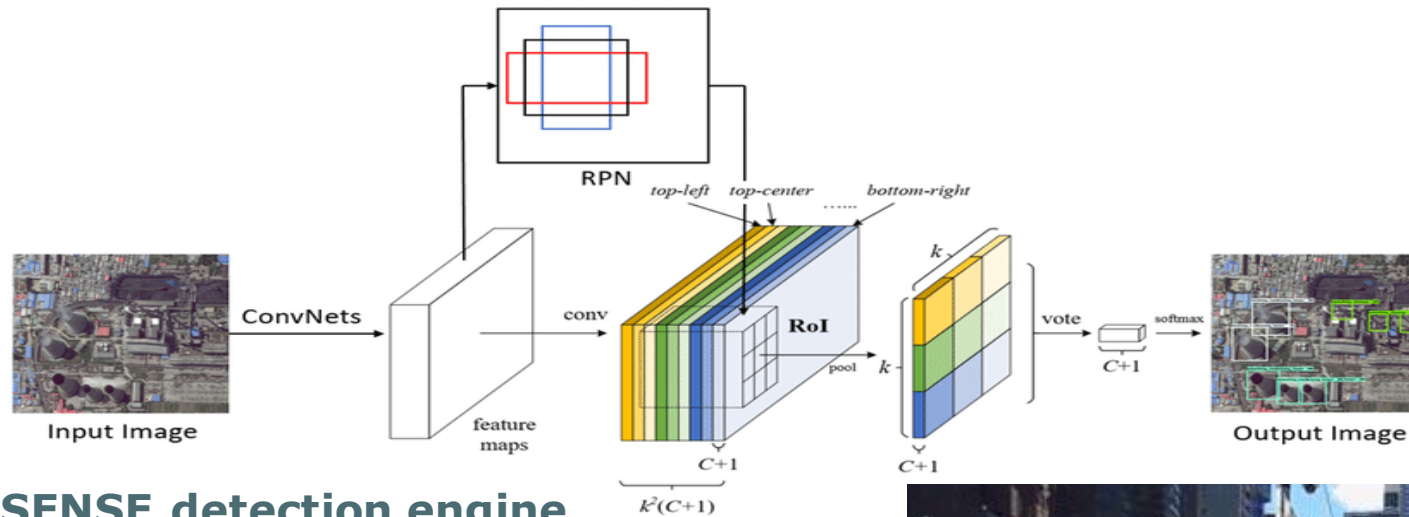 RPN
top-left top-center ...... bottom-right
ConvNets
conv
RoI
pool
k
k
vote
softmax
C+1
Input Image
feature
maps
C+1
C+1
k²(C+1)
Output Image
SENSE detection engine